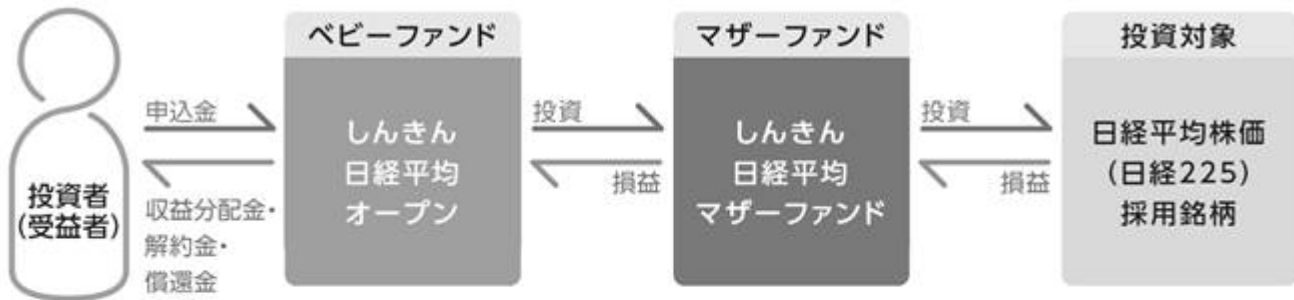 ベビーファンド
マザーファンド
投資対象
投資者
(受益者)
申込金
収益分配金・
解約金・
償還金
しんきん
日経平均
オープン
投資
損益
しんきん
日経平均
マザーファンド
投資
損益
日経平均株価
(日経225)
採用銘柄